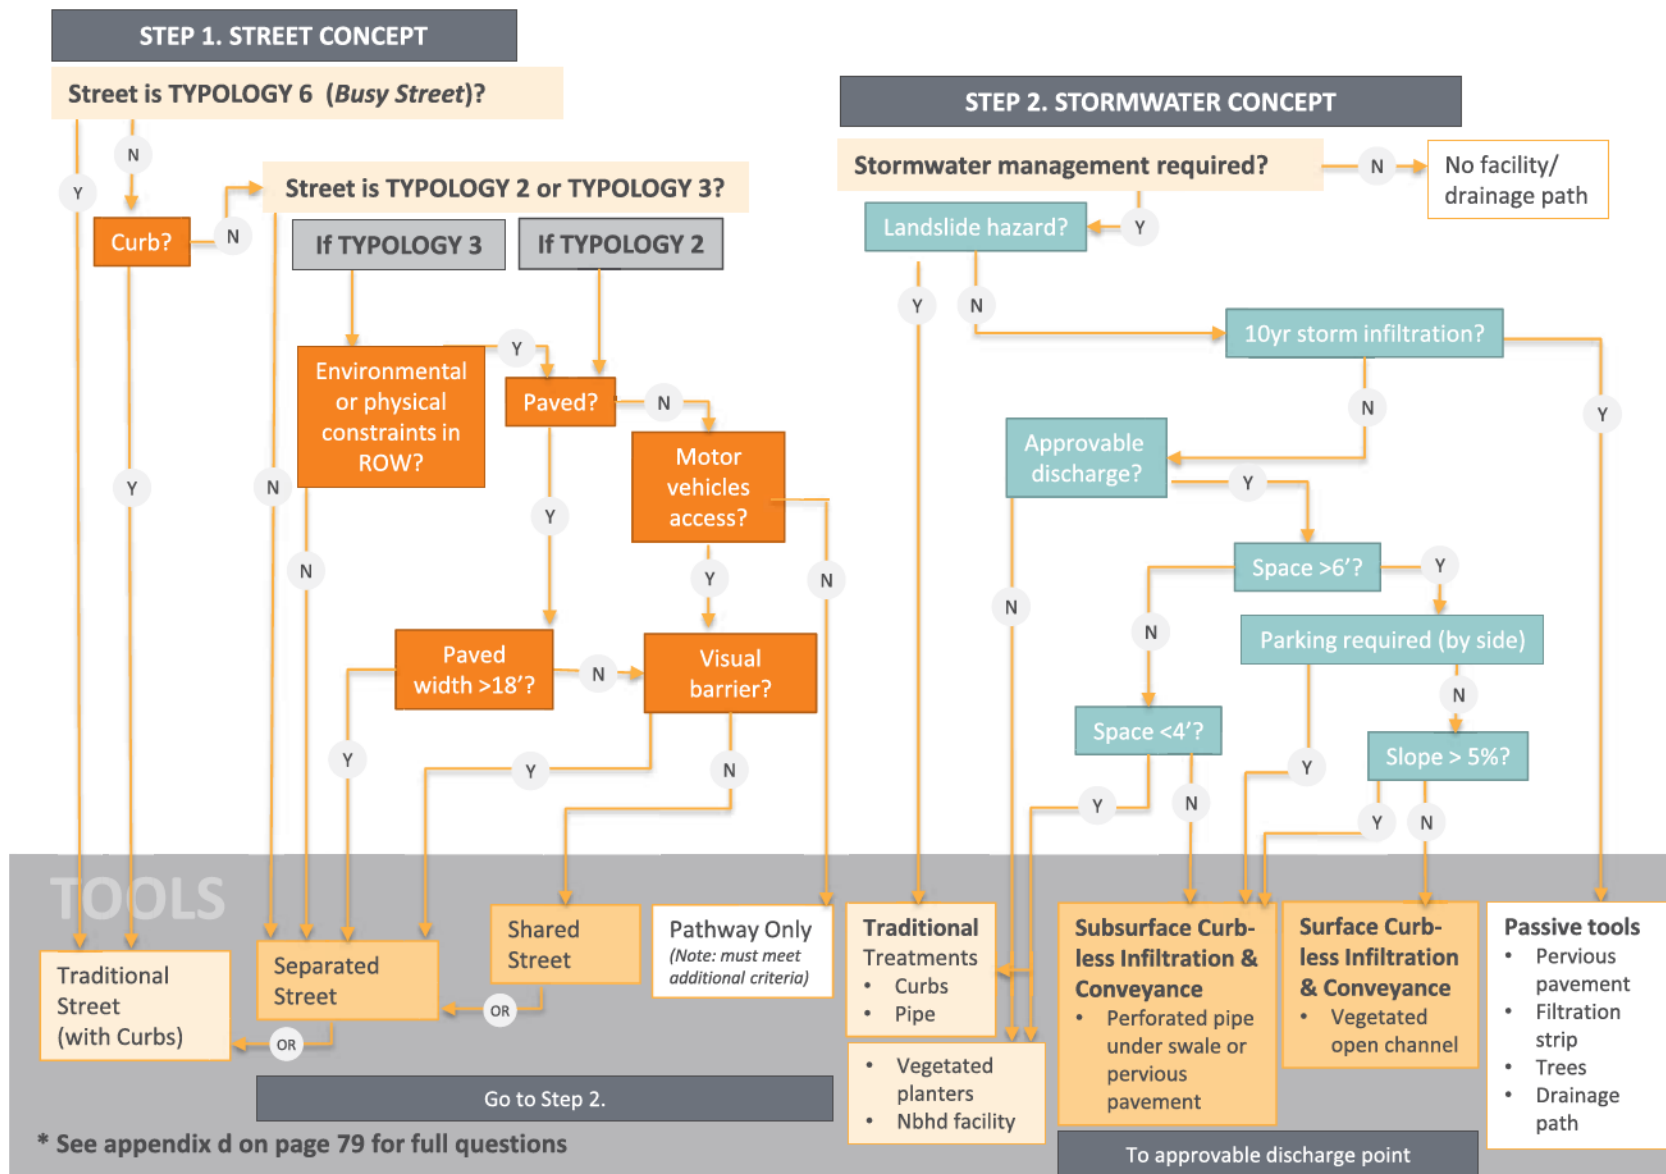 STEP 1. STREET CONCEPT
Street is TYPOLOGY 6 (Busy Street)?
Y
N
Curb?
N
Y
Street is TYPOLOGY 2 or TYPOLOGY 3?
N
If TYPOLOGY 3
If TYPOLOGY 2
Environmental
or physical
constraints in
ROW?
Y
N
Paved?
N
Y
Motor
vehicles
access?
Y
N
Paved
width >18’?
N
Y
Visual
barrier?
Y
N
TOOLS
Traditional
Street
(with Curbs)
OR
Separated
Street
OR
Shared
Street
Pathway Only
(Note: must meet
additional criteria)
Go to Step 2.
* See appendix d on page 79 for full questions
STEP 2. STORMWATER CONCEPT
Stormwater management required?
N
No facility/
drainage path
Y
Landslide hazard?
Y
N
10yr storm infiltration?
N
Y
Approvable
discharge?
Y
N
Space >6’?
Y
N
Parking required (by side)
N
Y
Space <4’?
Y
N
Slope > 5%?
Y
N
Traditional
Treatments
• Curbs
• Pipe
• Vegetated
planters
• Nbhd facility
Subsurface Curb-
less Infiltration &
Conveyance
• Perforated pipe
under swale or
pervious
pavement
Surface Curb-
less Infiltration
& Conveyance
• Vegetated
open channel
Passive tools
• Pervious
pavement
• Filtration
strip
• Trees
• Drainage
path
To approvable discharge point